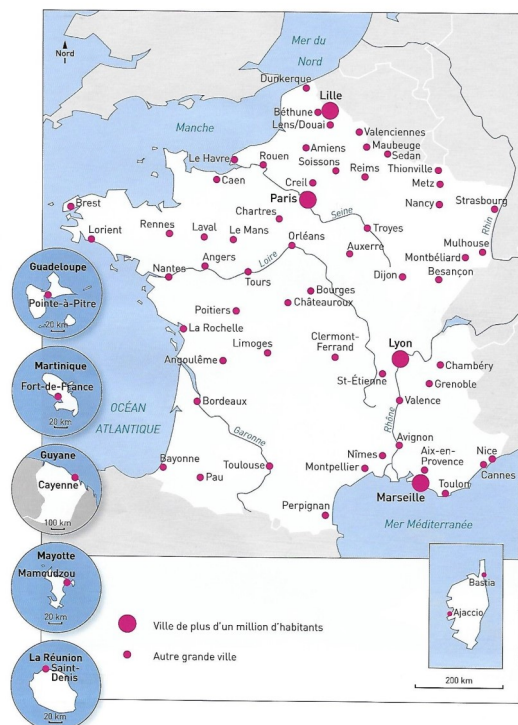 Nord
Mer du
Nord
Dunkerque
Lille
Béthune
Lens/Douai
Manche
Valenciennes
Amiens
Maubeuge
Soissons
Sedan
Le Havre
Rouen
Reims
Thionville
Caen
Creil
Metz
Paris
Nancy
Strasbourg
Brest
Chartres
Seine
Rhin
Lorient
Rennes
Laval
Le Mans
Troyes
Orléans
Mulhouse
Auxerre
Montbéliard
Angers
Loire
Dijon
Besançon
Nantes
Tours
Bourges
Châteauroux
Poitiers
La Rochelle
Limoges
Clermont-
Ferrand
Lyon
Angoulême
Chambéry
St-Étienne
Grenoble
OCÉAN
ATLANTIQUE
Bordeaux
Valence
Rhône
Garonne
Avignon
Nîmes
Aix-en-
Provence
Nice
Bayonne
Toulouse
Montpellier
Cannes
Pau
Marseille
Toulon
Perpignan
Mer Méditerranée
Guadeloupe
Pointe-à-Pitre
20 km
Martinique
Fort-de-France
20 km
Guyane
Cayenne
100 km
Mayotte
Mamoudzou
20 km
La Réunion
Saint-
Denis
20 km
Bastia
Ajaccio
200 km
Ville de plus d'un million d'habitants
Autre grande ville